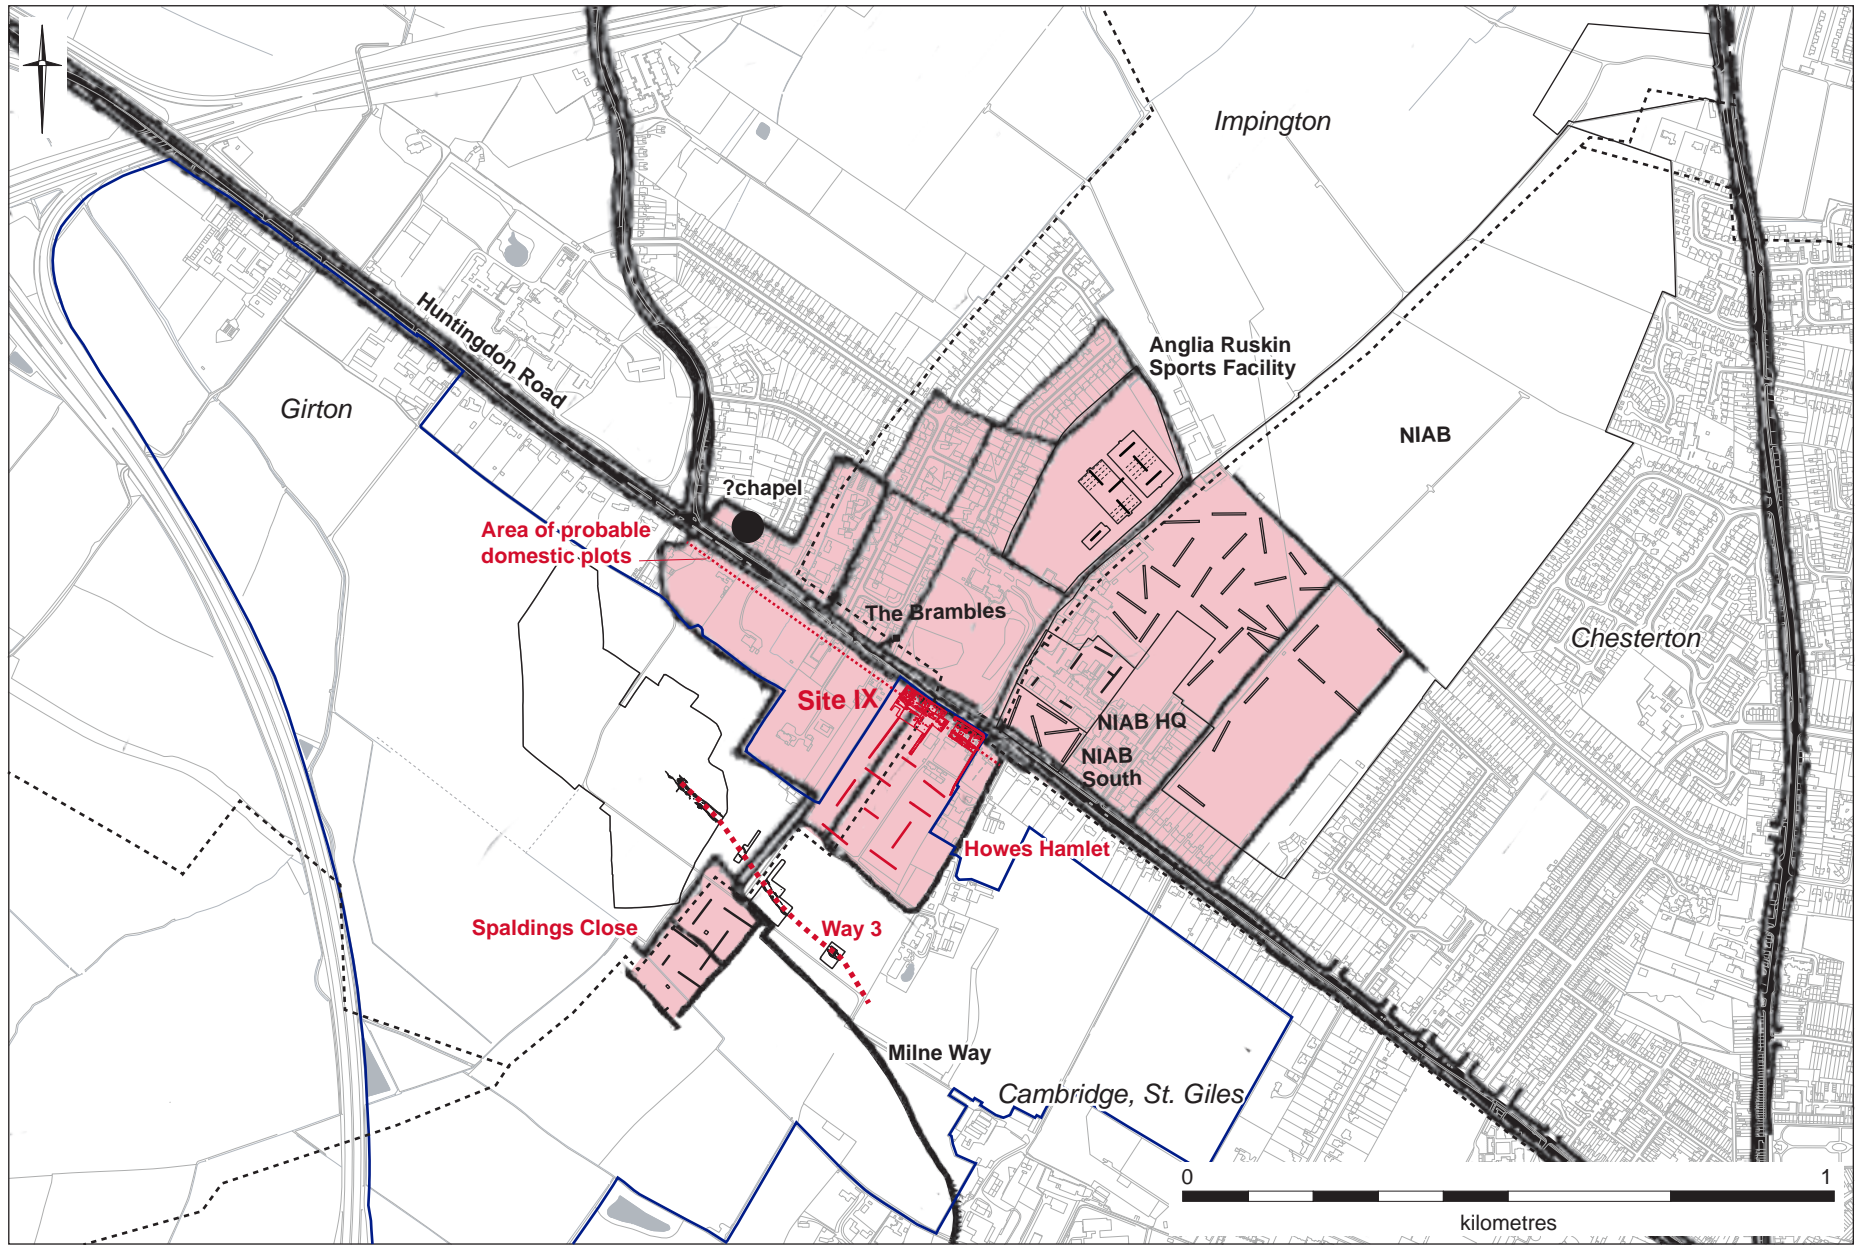 Impington
Huntingdon Road
Anglia Ruskin
Sports Facility
Girton
NIAB
?chapel
Area of probable
domestic plots
The Brambles
Chesterton
Site IX
NIAB HQ
NIAB
South
Howes Hamlet
Spaldings Close
Way 3
Milne Way
Cambridge, St. Giles
0
1
kilometres